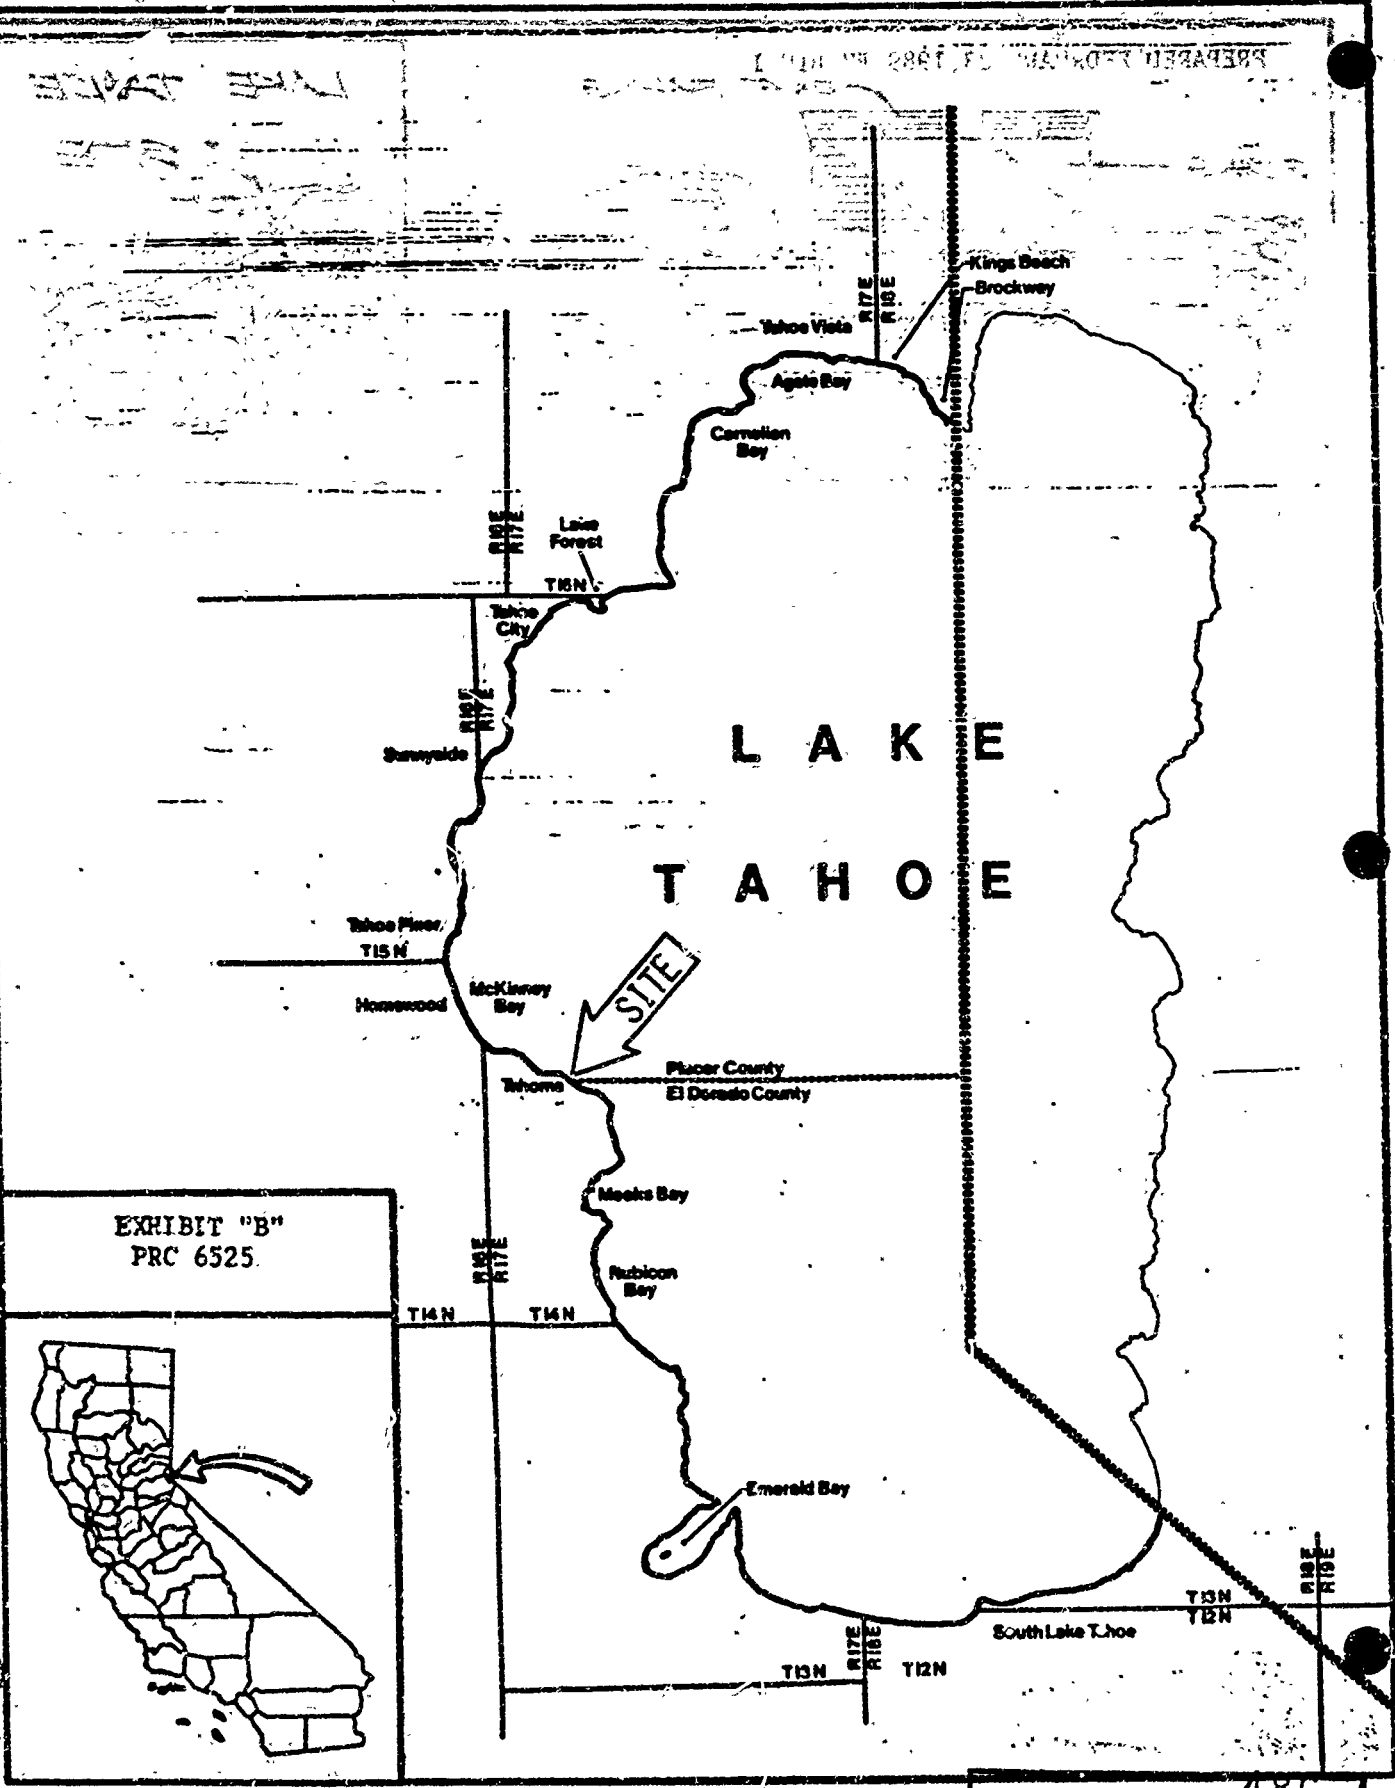 Kings Beach
Brockway
R17E
R18E
Tahoe Vista
Agate Bay
Carnelian
Bay
R16E
R17E
Lake
Forest
T16N
Tahoe
City
R16E
R17E
Sunnyside
L A K E
T A H O E
Tahoe Pines
T15N
McKinney
Bay
Homewood
SITE
Placer County
El Dorado County
Tahoma
Meeks Bay
EXHIBIT "B"
PRC 6525
R16E
R17E
Rubicon
Bay
T14N
T14N
Emerald Bay
R18E
R19E
T13N
T12N
South Lake Tahoe
R17E
R18E
T13N
T12N